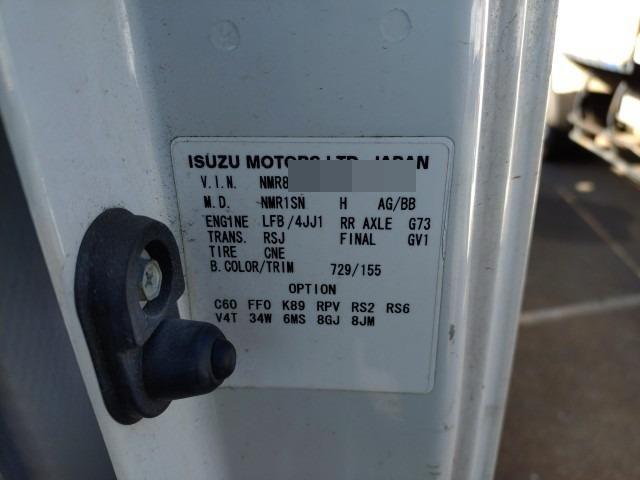 ISUZU MOTORS LTD. JAPAN
V.I.N. NMR8
M.D. NMR1SN H AG/BB
ENG1NE LFB/4JJ1 RR AXLE G73
TRANS. RSJ FINAL GV1
TIRE CNE
B.COLOR/TRIM 729/155
OPTION
C60 FF0 K89 RPV RS2 RS6
V4T 34W 6MS 8GJ 8JM